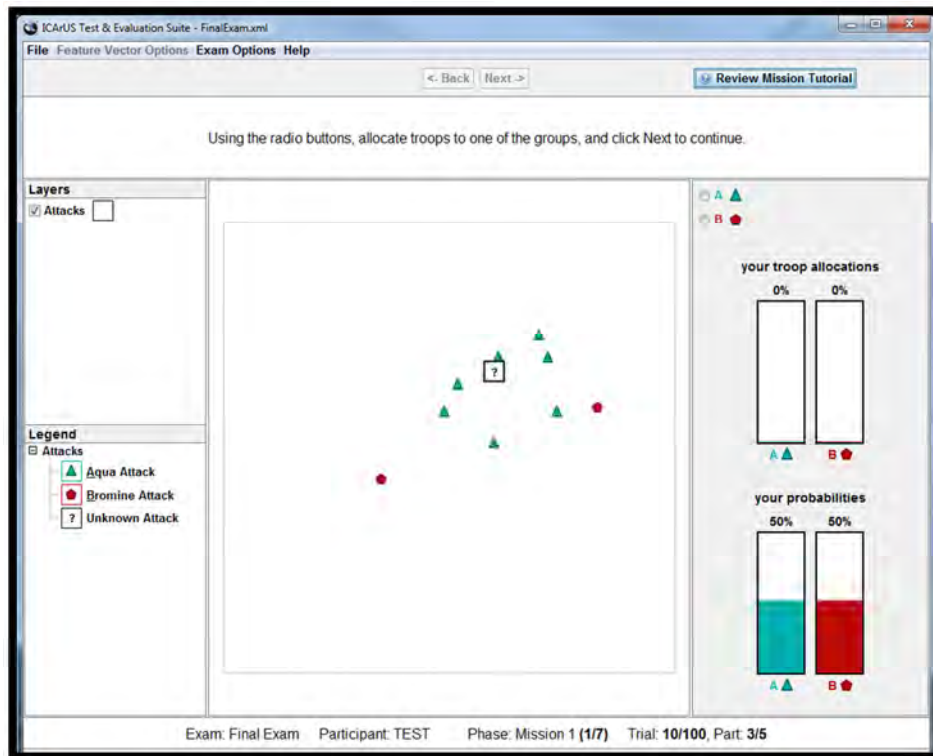 ICArUS Test & Evaluation Suite - FinalExam.xml
File Feature Vector Options Exam Options Help
<- Back Next ->
Review Mission Tutorial
Using the radio buttons, allocate troops to one of the groups, and click Next to continue.
Layers
Attacks
A
B
your troop allocations
0% 0%
A B
?
Legend
Attacks
Aqua Attack
Bromine Attack
? Unknown Attack
your probabilities
50% 50%
A B
Exam: Final Exam Participant: TEST Phase: Mission 1 (1/7) Trial: 10/100, Part: 3/5